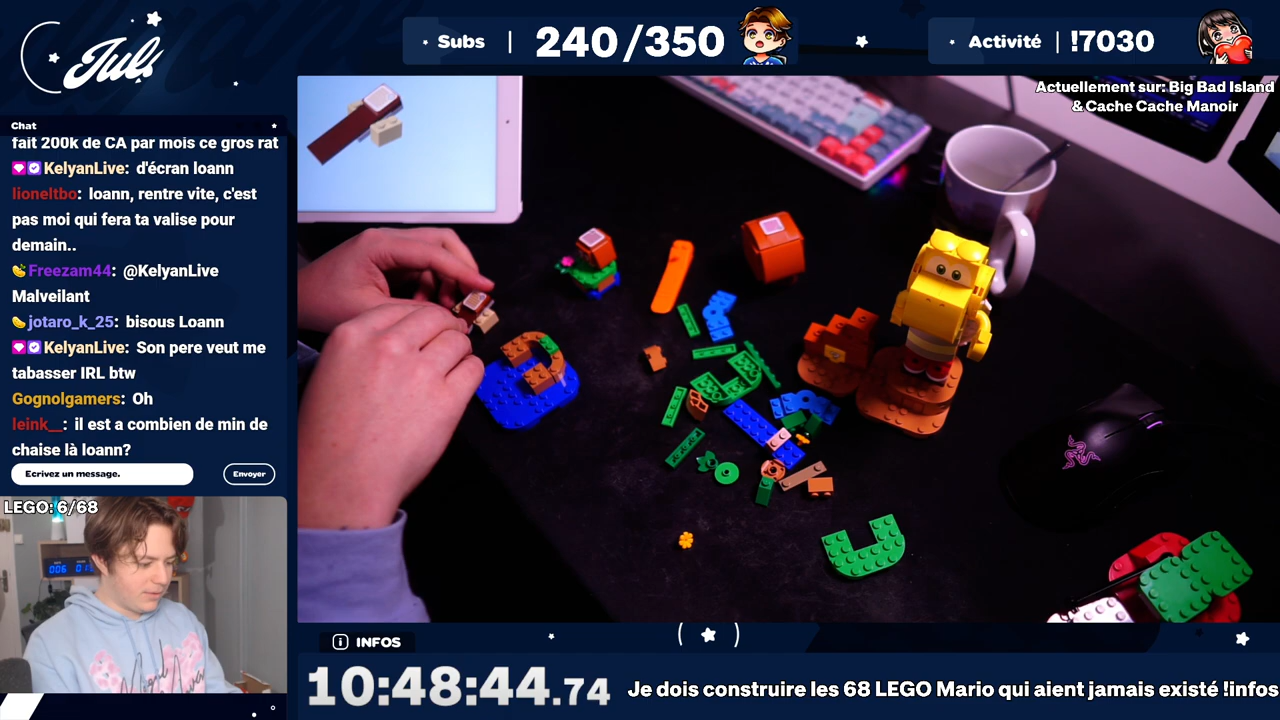 Jul
Subs | 240/350
Activité | !7030
Actuellement sur: Big Bad Island
& Cache Cache Manoir
Chat
fait 200k de CA par mois ce gros rat
KelyanLive: d'écran loann
lioneltbo: loann, rentre vite, c'est
pas moi qui fera ta valise pour
demain..
Freezam44: @KelyanLive
Malveilant
jotaro_k_25: bisous Loann
KelyanLive: Son pere veut me
tabasser IRL btw
Gognolgamers: Oh
leink__: il est a combien de min de
chaise là loann?
Ecrivez un message.
Envoyer
LEGO: 6/68
INFOS
10:48:44.74
Je dois construire les 68 LEGO Mario qui aient jamais existé !infos